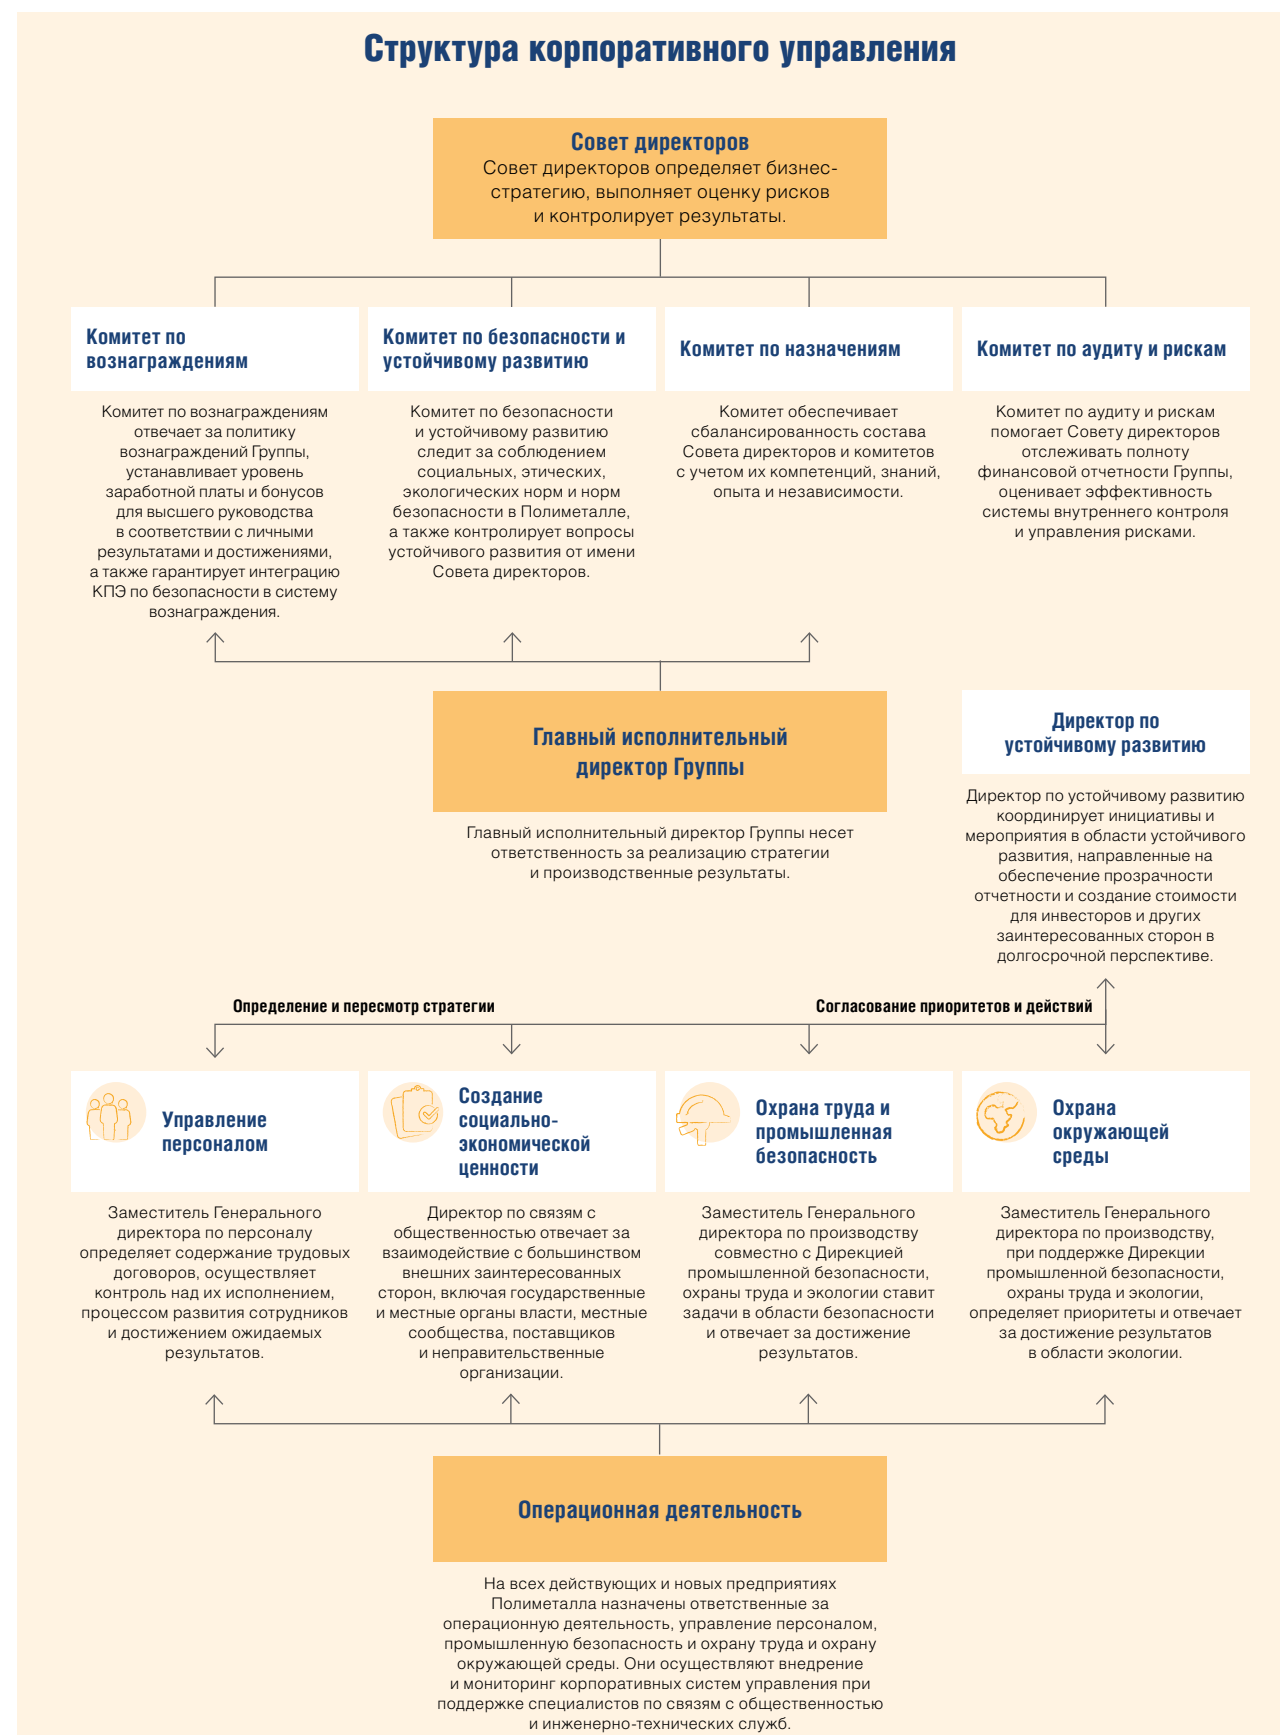 Структура корпоративного управления
Совет директоров
Совет директоров определяет бизнес-
стратегию, выполняет оценку рисков
и контролирует результаты.
Комитет по
вознаграждениям
Комитет по вознаграждениям
отвечает за политику
вознаграждений Группы,
устанавливает уровень
заработной платы и бонусов
для высшего руководства
в соответствии с личными
результатами и достижениями,
а также гарантирует интеграцию
КПЭ по безопасности в систему
вознаграждения.
Комитет по безопасности и
устойчивому развитию
Комитет по безопасности
и устойчивому развитию
следит за соблюдением
социальных, этических,
экологических норм и норм
безопасности в Полиметалле,
а также контролирует вопросы
устойчивого развития от имени
Совета директоров.
Комитет по назначениям
Комитет обеспечивает
сбалансированность состава
Совета директоров и комитетов
с учетом их компетенций, знаний,
опыта и независимости.
Комитет по аудиту и рискам
Комитет по аудиту и рискам
помогает Совету директоров
отслеживать полноту
финансовой отчетности Группы,
оценивает эффективность
системы внутреннего контроля
и управления рисками.
Главный исполнительный
директор Группы
Главный исполнительный директор Группы несет
ответственность за реализацию стратегии
и производственные результаты.
Директор по
устойчивому развитию
Директор по устойчивому развитию
координирует инициативы и
мероприятия в области устойчивого
развития, направленные на
обеспечение прозрачности
отчетности и создание стоимости
для инвесторов и других
заинтересованных сторон в
долгосрочной перспективе.
Определение и пересмотр стратегии
Согласование приоритетов и действий
Управление
персоналом
Заместитель Генерального
директора по персоналу
определяет содержание трудовых
договоров, осуществляет
контроль над их исполнением,
процессом развития сотрудников
и достижением ожидаемых
результатов.
Создание
социально-
экономической
ценности
Директор по связям с
общественностью отвечает за
взаимодействие с большинством
внешних заинтересованных
сторон, включая государственные
и местные органы власти, местные
сообщества, поставщиков
и неправительственные
организации.
Охрана труда и
промышленная
безопасность
Заместитель Генерального
директора по производству
совместно с Дирекцией
промышленной безопасности,
охраны труда и экологии ставит
задачи в области безопасности
и отвечает за достижение
результатов.
Охрана
окружающей
среды
Заместитель Генерального
директора по производству,
при поддержке Дирекции
промышленной безопасности,
охраны труда и экологии,
определяет приоритеты и отвечает
за достижение результатов
в области экологии.
Операционная деятельность
На всех действующих и новых предприятиях
Полиметалла назначены ответственные за
операционную деятельность, управление персоналом,
промышленную безопасность и охрану труда и охрану
окружающей среды. Они осуществляют внедрение
и мониторинг корпоративных систем управления при
поддержке специалистов по связям с общественностью
и инженерно-технических служб.